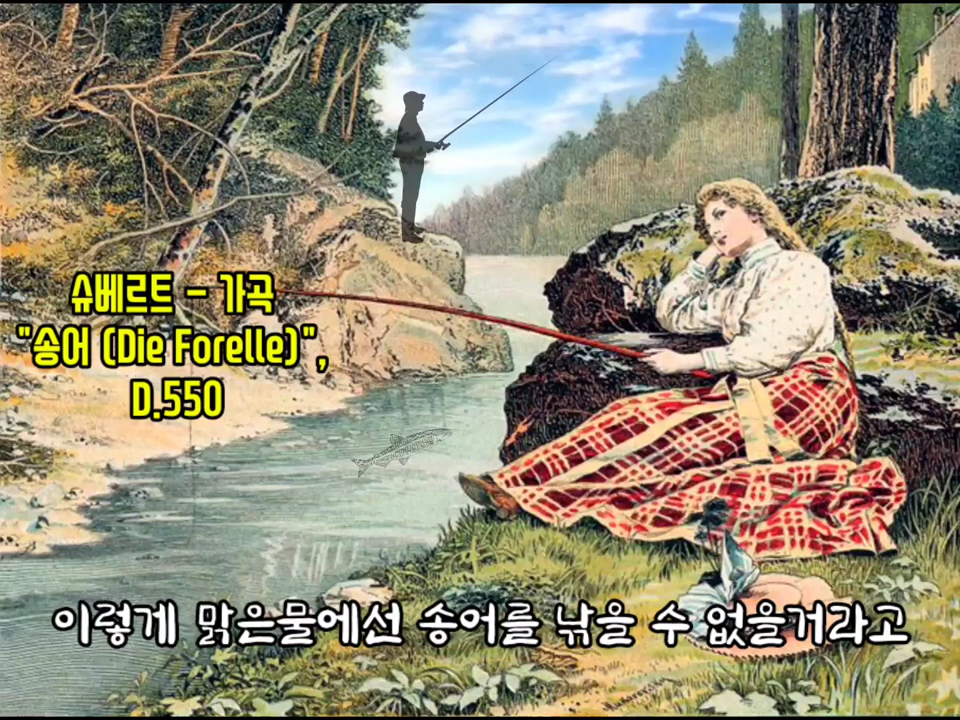 슈베르트 - 가곡
"송어 (Die Forelle)",
D.550
이렇게 맑은물에선 송어를 낚을 수 없을거라고